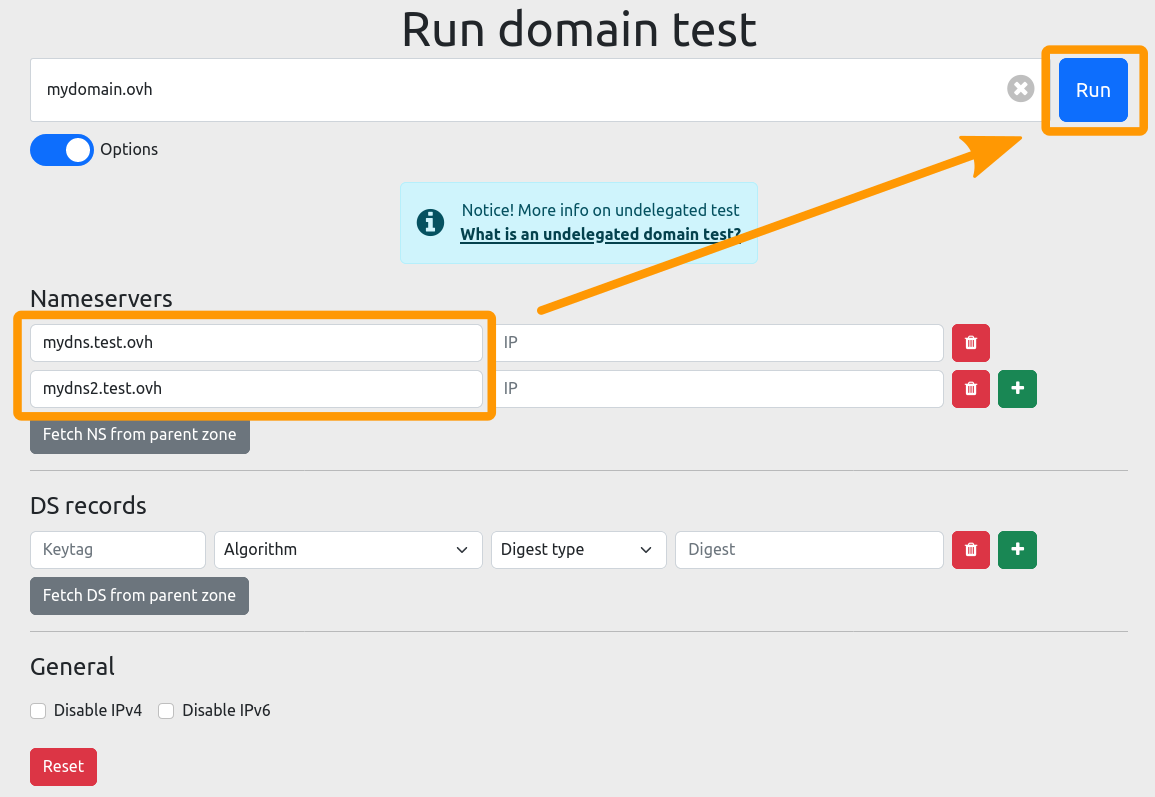 Run domain test
mydomain.ovh
Run
Options
Notice! More info on undelegated test
What is an undelegated domain test?
Nameservers
mydns.test.ovh IP
mydns2.test.ovh IP
Fetch NS from parent zone
DS records
Keytag Algorithm Digest type Digest
Fetch DS from parent zone
General
Disable IPv4 Disable IPv6
Reset